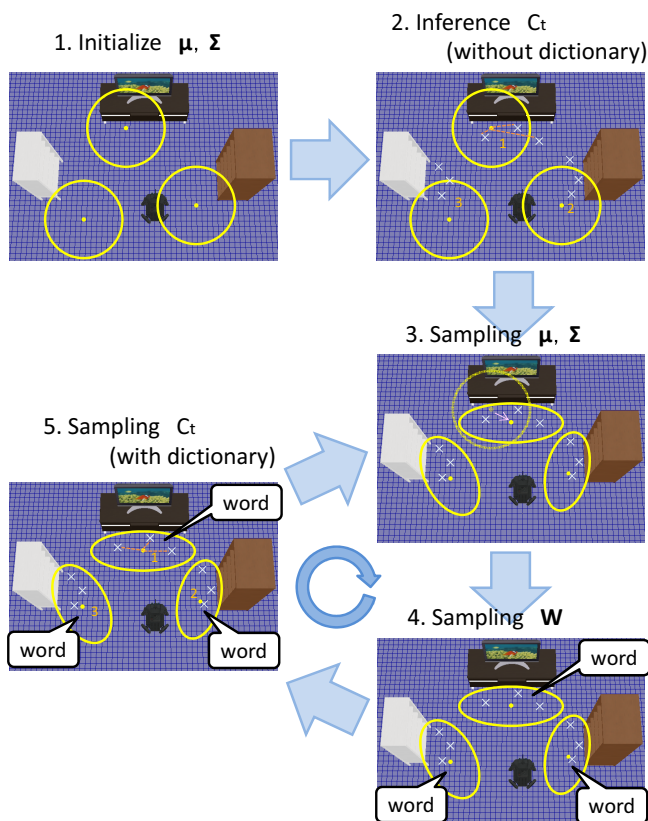 1. Initialize μ, Σ
2. Inference Ct
(without dictionary)
1
2
3
3. Sampling μ, Σ
4. Sampling W
word
word
word
5. Sampling Ct
(with dictionary)
word
1
2
3
word
word